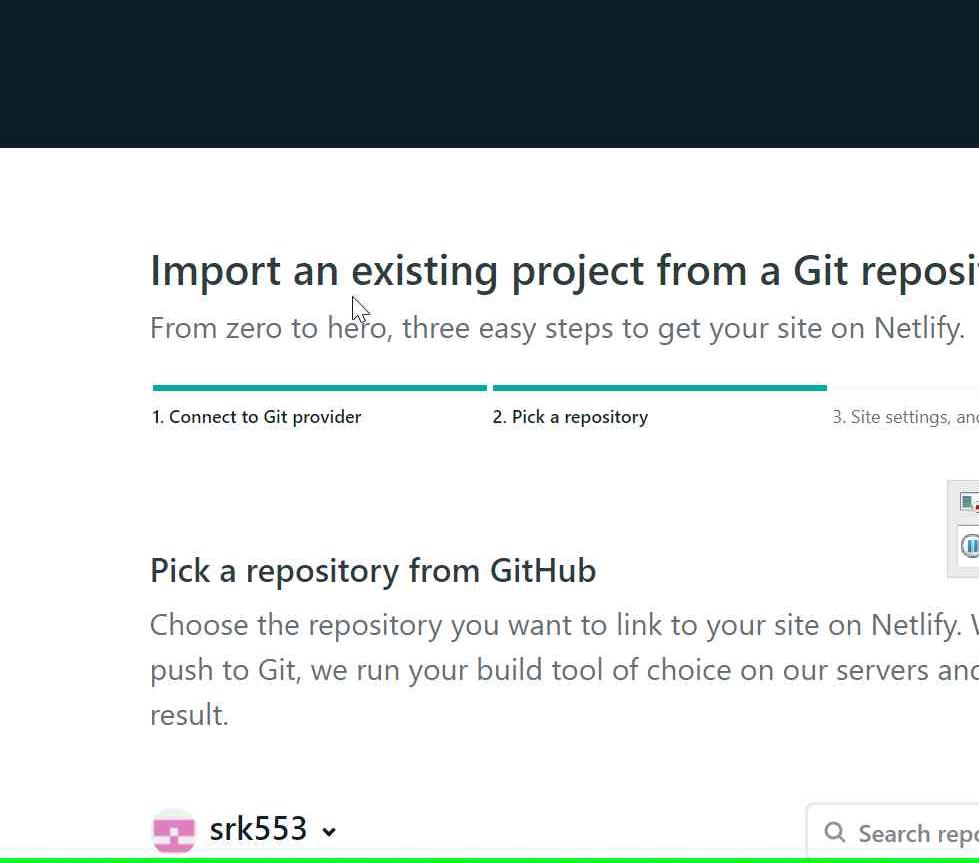 Import an existing project from a Git
From zero to hero, three easy steps to get your site on Netlify.
1. Connect to Git provider
2. Pick a repository
3. Site settings,
Pick a repository from GitHub
Choose the repository you want to link to your site on Netlify.
push to Git, we run your build tool of choice on our servers and
result.
srk553
Search